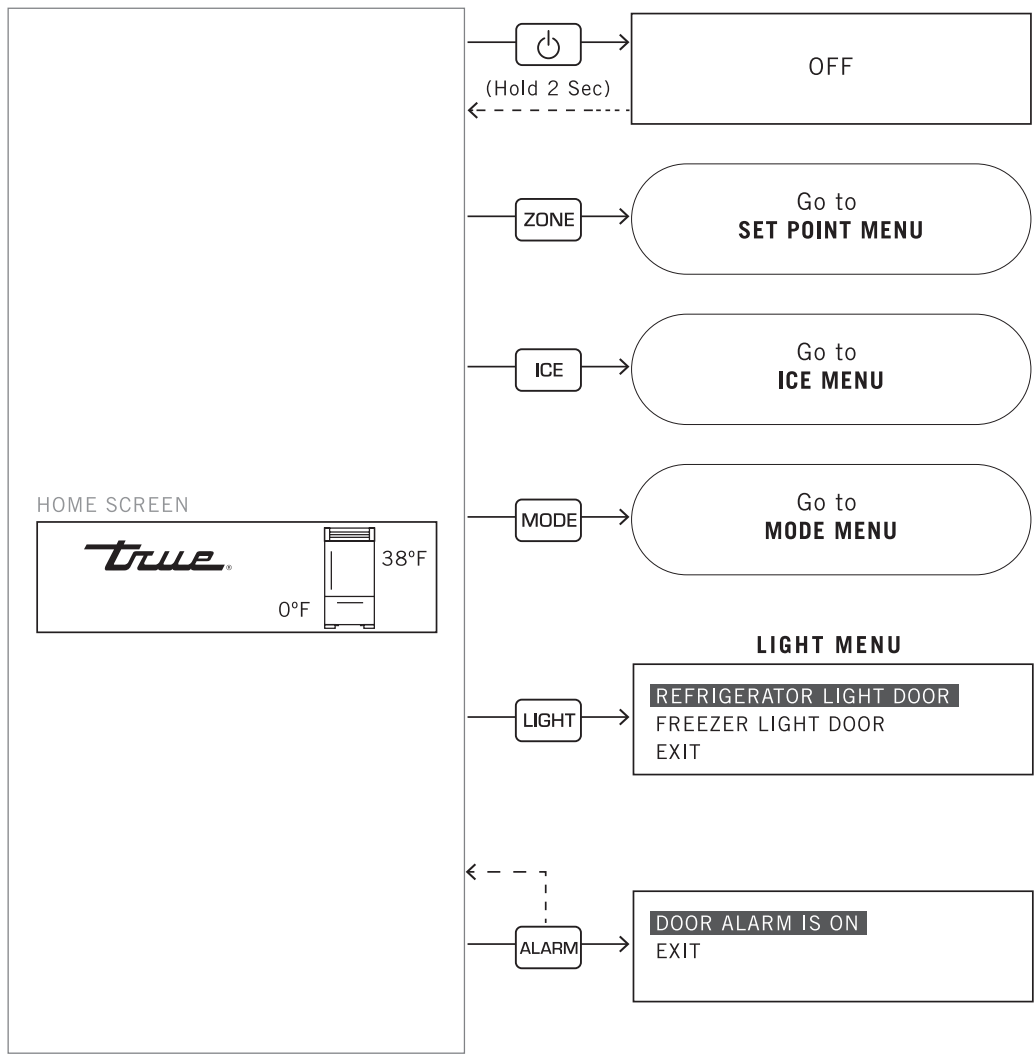 OFF
(Hold 2 Sec)
ZONE
Go to
SET POINT MENU
ICE
Go to
ICE MENU
MODE
Go to
MODE MENU
HOME SCREEN
true®
38°F
0°F
LIGHT MENU
LIGHT
REFRIGERATOR LIGHT DOOR
FREEZER LIGHT DOOR
EXIT
ALARM
DOOR ALARM IS ON
EXIT